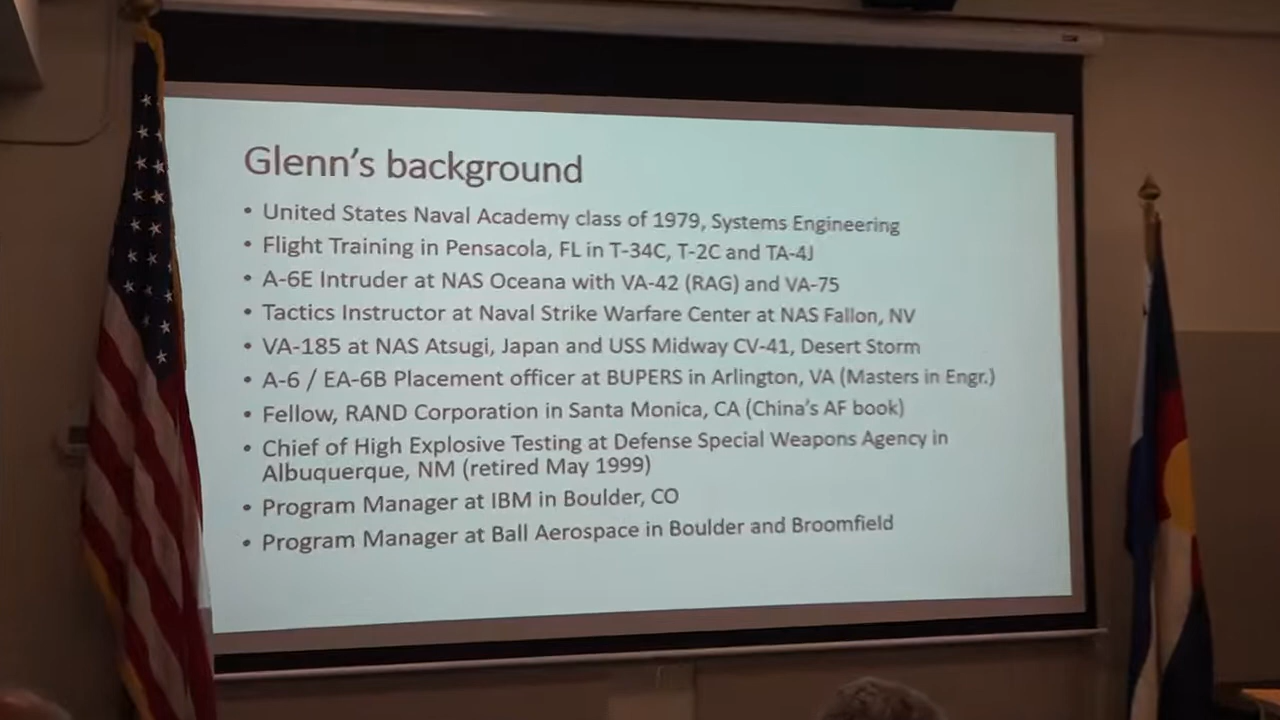 Glenn's background
• United States Naval Academy class of 1979, Systems Engineering
• Flight Training in Pensacola, FL in T-34C, T-2C and TA-4J
• A-6E Intruder at NAS Oceana with VA-42 (RAG) and VA-75
• Tactics Instructor at Naval Strike Warfare Center at NAS Fallon, NV
• VA-185 at NAS Atsugi, Japan and USS Midway CV-41, Desert Storm
• A-6 / EA-6B Placement officer at BUPERS in Arlington, VA (Masters in Engr.)
• Fellow, RAND Corporation in Santa Monica, CA (China's AF book)
• Chief of High Explosive Testing at Defense Special Weapons Agency in
Albuquerque, NM (retired May 1999)
• Program Manager at IBM in Boulder, CO
• Program Manager at Ball Aerospace in Boulder and Broomfield